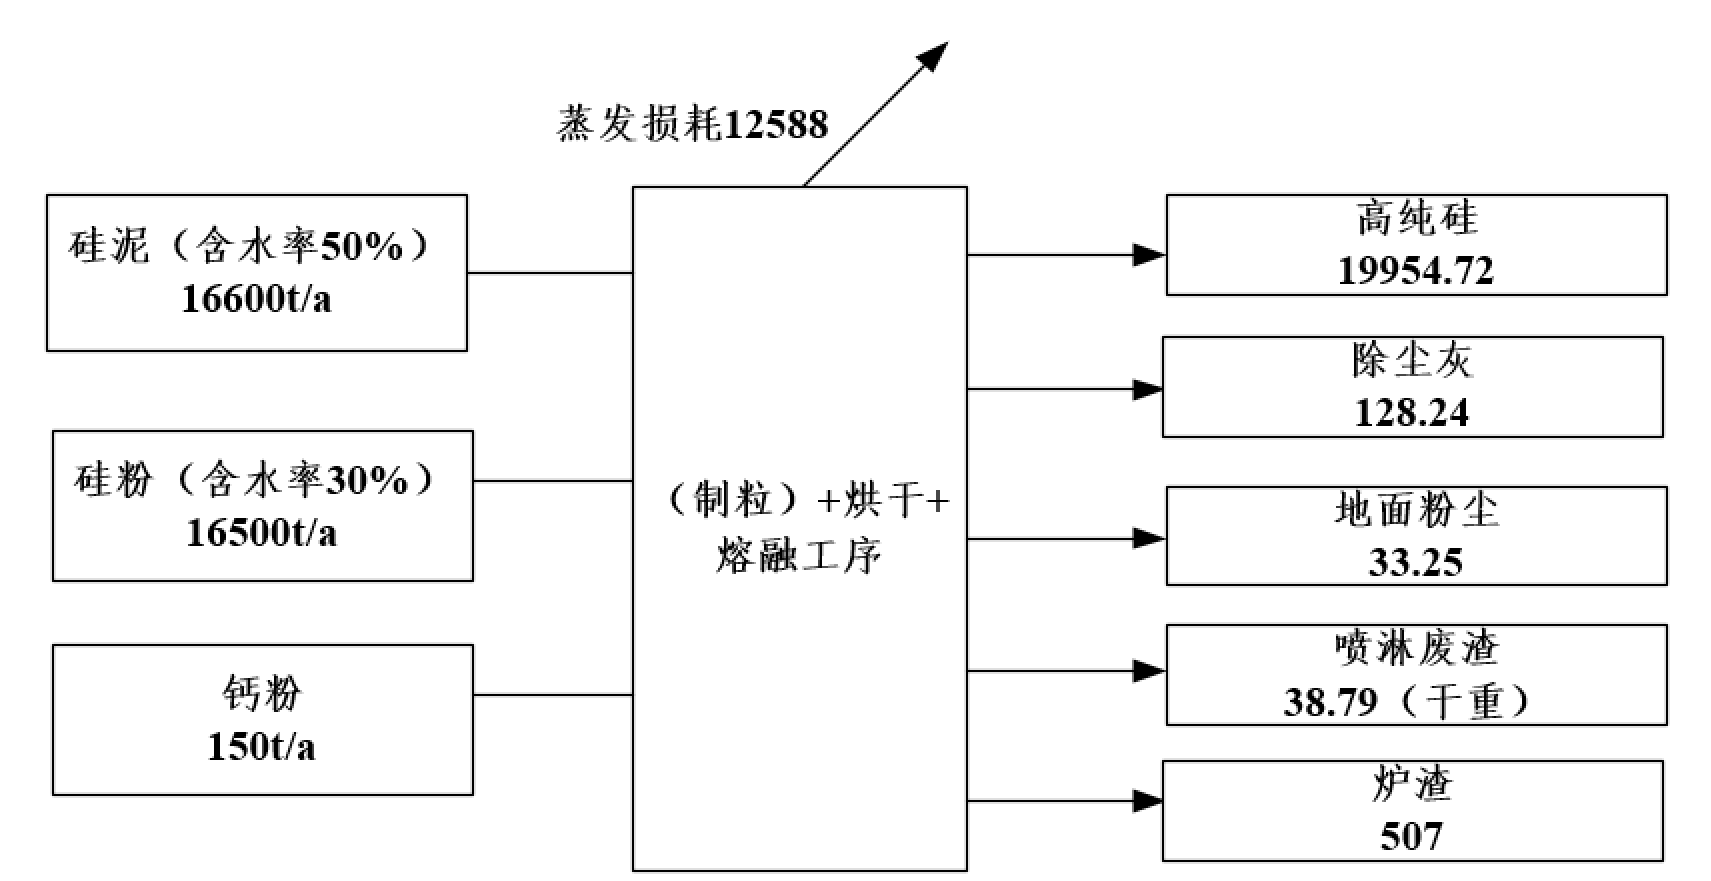 蒸发损耗12588
硅泥（含水率50%）
16600t/a
硅粉（含水率30%）
16500t/a
钙粉
150t/a
（制粒）+烘干+
熔融工序
高纯硅
19954.72
除尘灰
128.24
地面粉尘
33.25
喷淋废渣
38.79（干重）
炉渣
507